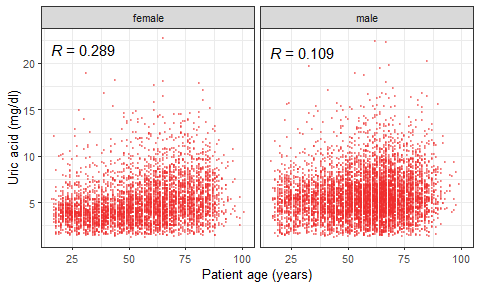 female
male
R = 0.289
R = 0.109
Uric acid (mg/dl)
20
15
10
5
25
50
75
100
25
50
75
100
Patient age (years)